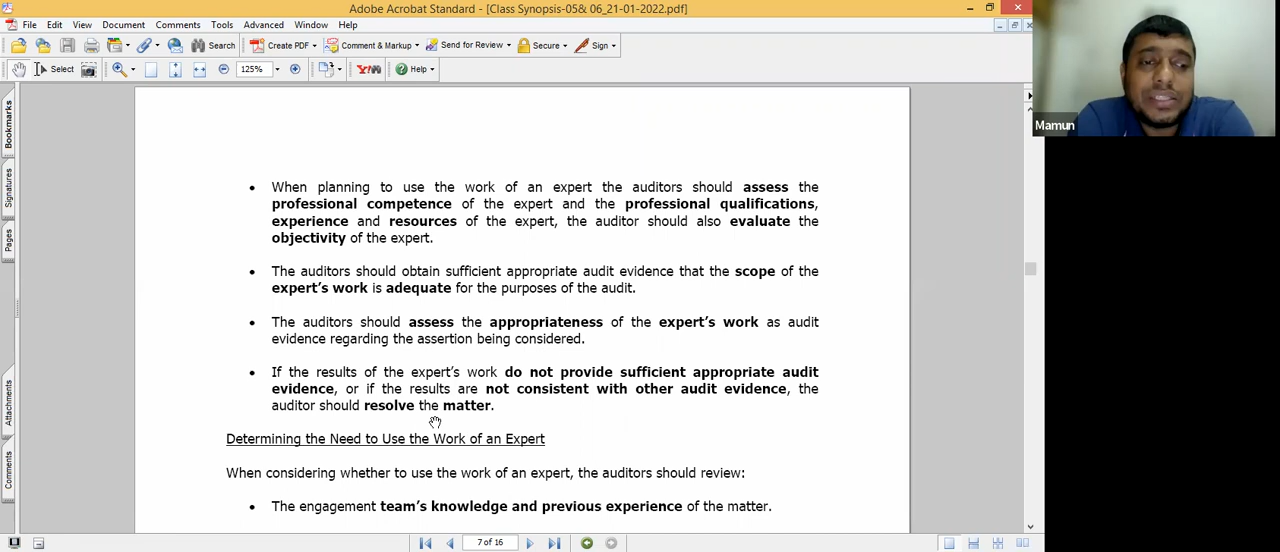 Adobe Acrobat Standard - [Class Synopsis-05& 06_21-01-2022.pdf]
File Edit View Document Comments Tools Advanced Window Help
Search Create PDF Comment & Markup Send for Review Secure Sign
Select 125% Y! Help
Bookmarks
Signatures
Pages
Attachments
Comments
• When planning to use the work of an expert the auditors should assess the
professional competence of the expert and the professional qualifications,
experience and resources of the expert, the auditor should also evaluate the
objectivity of the expert.
• The auditors should obtain sufficient appropriate audit evidence that the scope of the
expert's work is adequate for the purposes of the audit.
• The auditors should assess the appropriateness of the expert's work as audit
evidence regarding the assertion being considered.
• If the results of the expert's work do not provide sufficient appropriate audit
evidence, or if the results are not consistent with other audit evidence, the
auditor should resolve the matter.
Determining the Need to Use the Work of an Expert
When considering whether to use the work of an expert, the auditors should review:
• The engagement team's knowledge and previous experience of the matter.
7 of 16
Mamun